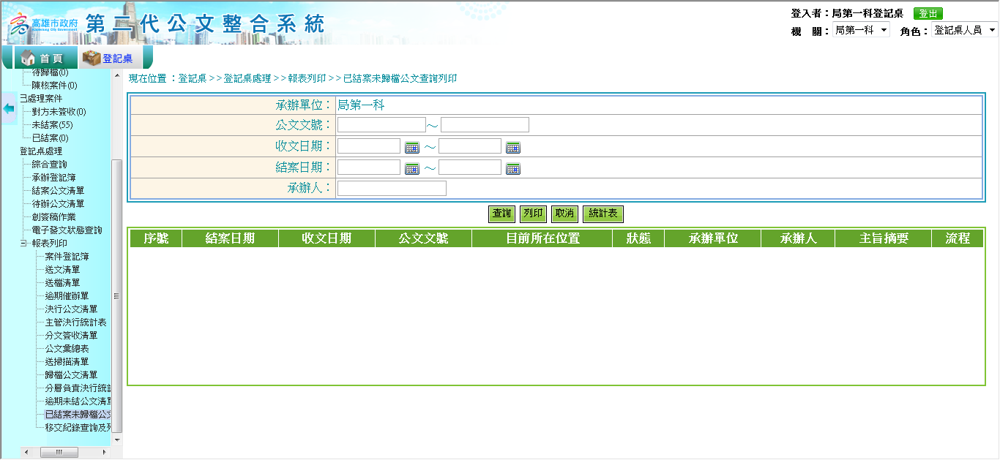 高雄市政府 第二代公文整合系統
Kaohsiung City Government
登入者：局第一科登記桌 登出
機 關：局第一科 角色：登記桌人員
首頁 登記桌
待歸檔(0)
陳核案件(0)
已處理案件
對方未簽收(0)
未結案(55)
已結案(0)
登記桌處理
綜合查詢
承辦登記簿
結案公文清單
待辦公文清單
創簽稿作業
電子發文狀態查詢
報表列印
案件登記簿
送文清單
送檔清單
逾期催辦單
決行公文清單
主管決行統計表
分文簽收清單
公文彙總表
送掃描清單
歸檔公文清單
分層負責決行統計
逾期未結公文清單
已結案未歸檔公文
移交紀錄查詢及列
現在位置：登記桌>>登記桌處理>>報表列印>>已結案未歸檔公文查詢列印
承辦單位： 局第一科
公文文號： ～
收文日期： ～
結案日期： ～
承辦人：
查詢 列印 取消 統計表
序號 結案日期 收文日期 公文文號 目前所在位置 狀態 承辦單位 承辦人 主旨摘要 流程